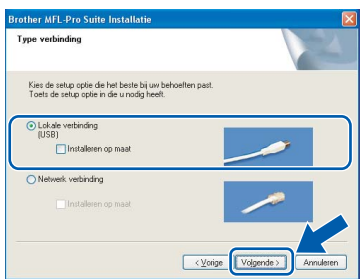 Brother MFL-Pro Suite Installatie
Type verbinding
Kies de setup optie die het beste bij uw behoeften past.
Toets de setup optie in die u nodig heeft.
Lokale verbinding
(USB)
Installeren op maat
Netwerk verbinding
Installeren op maat
< Vorige
Volgende >
Annuleren